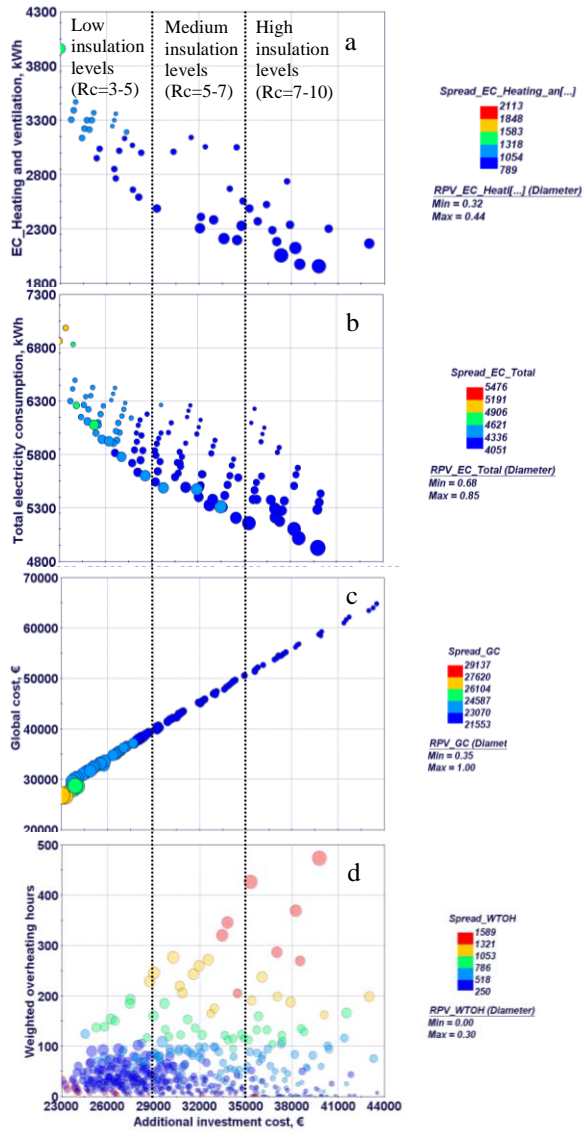 Low
insulation
levels
(Rc=3-5)
Medium
insulation
levels
(Rc=5-7)
High
insulation
levels
(Rc=7-10)
a
EC_Heating and ventilation, kWh
4300
3800
3300
2800
2300
1800
Spread_EC_Heating_an[...]
2113
1848
1583
1318
1054
789
RPV_EC_Heati[...] (Diameter)
Min = 0.32
Max = 0.44
b
Total electricity consumption, kWh
7300
6800
6300
5800
5300
4800
Spread_EC_Total
5476
5191
4906
4621
4336
4051
RPV_EC_Total (Diameter)
Min = 0.68
Max = 0.85
c
Global cost, €
70000
60000
50000
40000
30000
20000
Spread_GC
29137
27620
26104
24587
23070
21553
RPV_GC (Diamet
Min = 0.35
Max = 1.00
d
Weighted overheating hours
500
400
300
200
100
0
Spread_WTOH
1589
1321
1053
786
518
250
RPV_WTOH (Diameter)
Min = 0.00
Max = 0.30
23000 26000 29000 32000 35000 38000 41000 44000
Additional investment cost, €